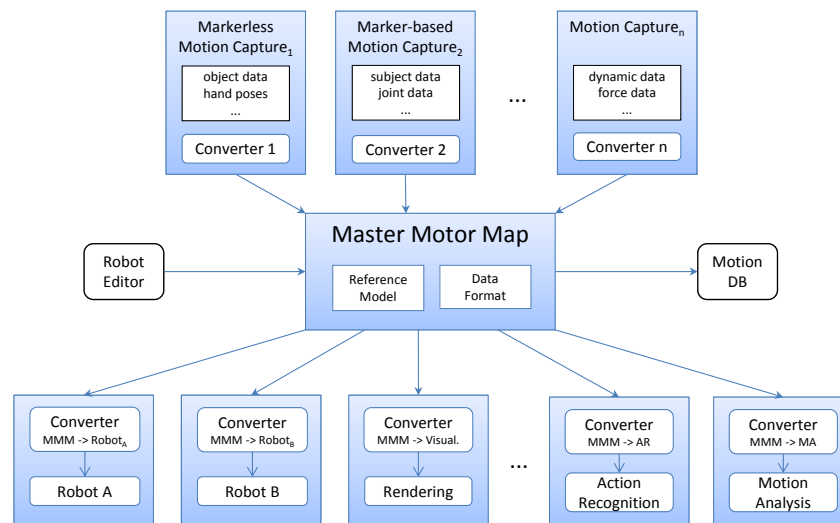 Markerless
Motion Capture1
object data
hand poses
...
Converter 1
Marker-based
Motion Capture2
subject data
joint data
...
Converter 2
...
Motion Capturen
dynamic data
force data
...
Converter n
Robot
Editor
Master Motor Map
Reference
Model
Data
Format
Motion
DB
Converter
MMM -> RobotA
Robot A
Converter
MMM -> RobotB
Robot B
Converter
MMM -> Visual.
Rendering
...
Converter
MMM -> AR
Action
Recognition
Converter
MMM -> MA
Motion
Analysis